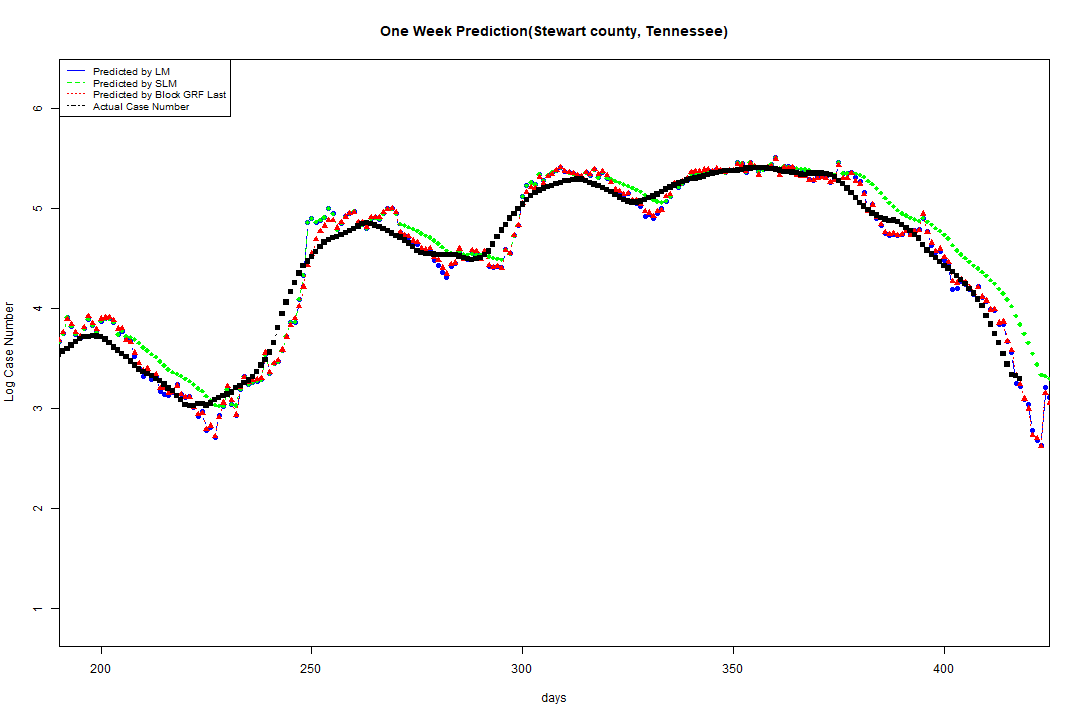 One Week Prediction(Stewart county, Tennessee)
Predicted by LM
Predicted by SLM
Predicted by Block GRF Last
Actual Case Number
6
5
4
3
2
1
Log Case Number
200 250 300 350 400
days